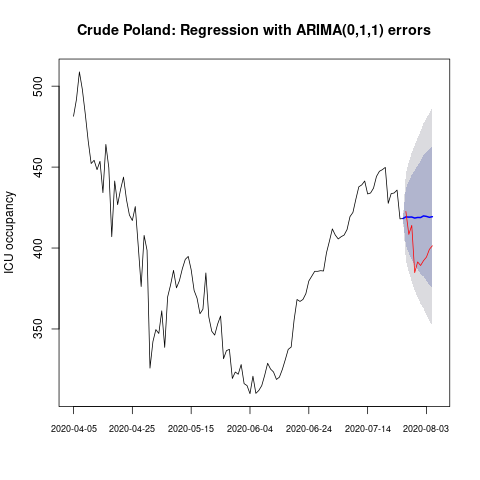 Crude Poland: Regression with ARIMA(0,1,1) errors
ICU occupancy
500
450
400
350
2020-04-05 2020-04-25 2020-05-15 2020-06-04 2020-06-24 2020-07-14 2020-08-03